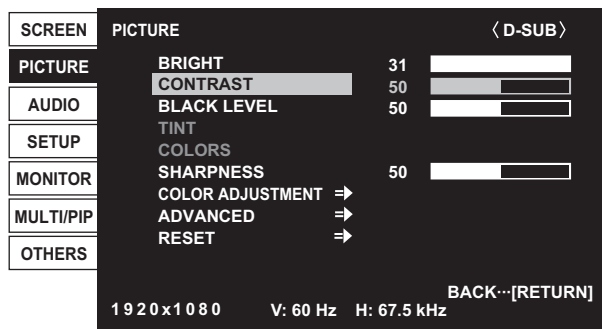 SCREEN
PICTURE
AUDIO
SETUP
MONITOR
MULTI/PIP
OTHERS
PICTURE 〈D-SUB〉
BRIGHT 31
CONTRAST 50
BLACK LEVEL 50
TINT
COLORS
SHARPNESS 50
COLOR ADJUSTMENT
ADVANCED
RESET
BACK···[RETURN]
1920x1080 V: 60 Hz H: 67.5 kHz